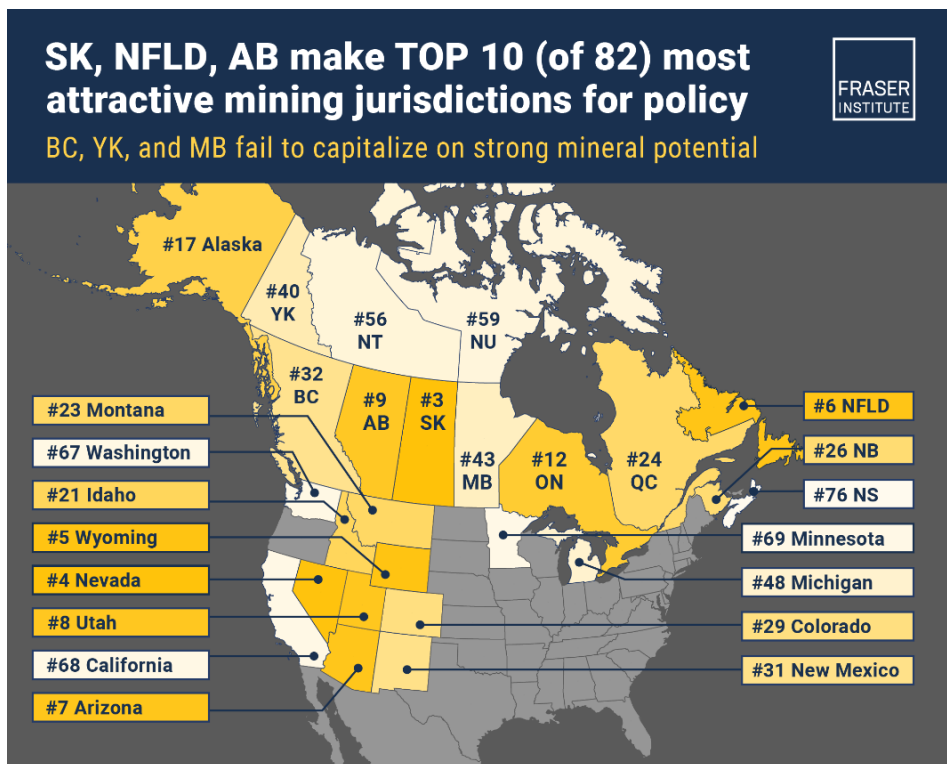 SK, NFLD, AB make TOP 10 (of 82) most
attractive mining jurisdictions for policy
FRASER
INSTITUTE
BC, YK, and MB fail to capitalize on strong mineral potential
#17 Alaska
#40
YK
#56
NT
#59
NU
#32
BC
#9
AB
#3
SK
#43
MB
#12
ON
#24
QC
#23 Montana
#67 Washington
#21 Idaho
#5 Wyoming
#4 Nevada
#8 Utah
#68 California
#7 Arizona
#6 NFLD
#26 NB
#76 NS
#69 Minnesota
#48 Michigan
#29 Colorado
#31 New Mexico